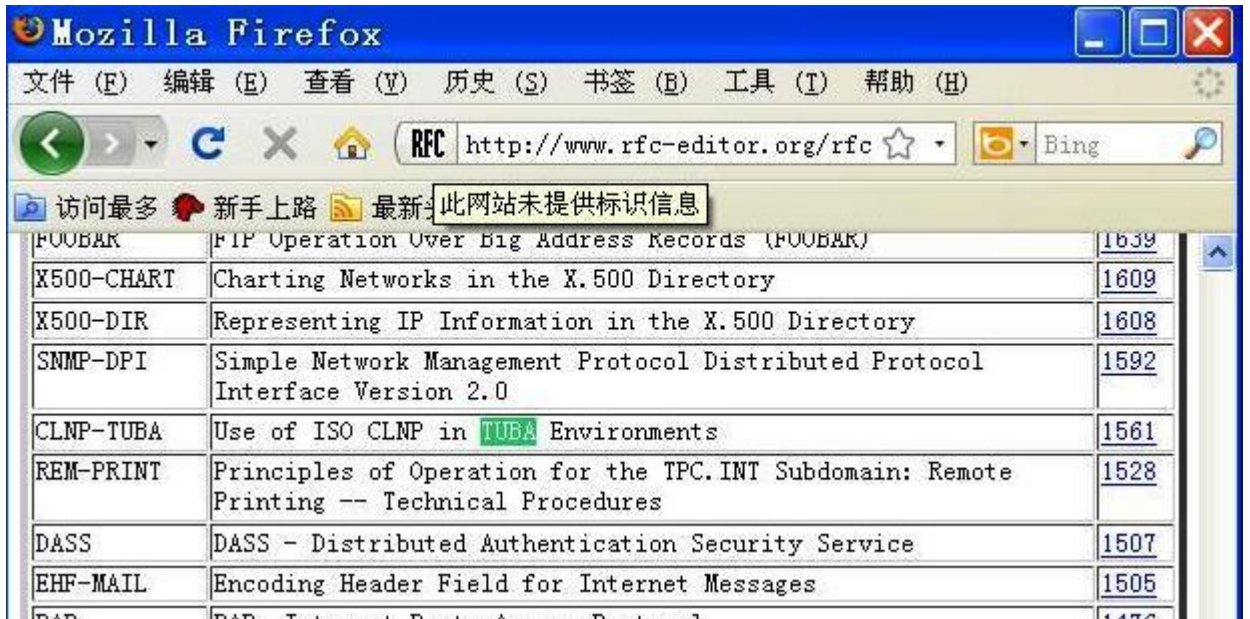 Mozilla Firefox
文件 (F) 编辑 (E) 查看 (V) 历史 (S) 书签 (B) 工具 (T) 帮助 (H)
RFC http://www.rfc-editor.org/rfc Bing
访问最多 新手上路 最新 此网站未提供标识信息
FOOBAR FTP Operation Over Big Address Records (FOOBAR) 1639
X500-CHART Charting Networks in the X.500 Directory 1609
X500-DIR Representing IP Information in the X.500 Directory 1608
SNMP-DPI Simple Network Management Protocol Distributed Protocol 1592
Interface Version 2.0
CLNP-TUBA Use of ISO CLNP in TUBA Environments 1561
REM-PRINT Principles of Operation for the TPC.INT Subdomain: Remote 1528
Printing -- Technical Procedures
DASS DASS - Distributed Authentication Security Service 1507
EHF-MAIL Encoding Header Field for Internet Messages 1505